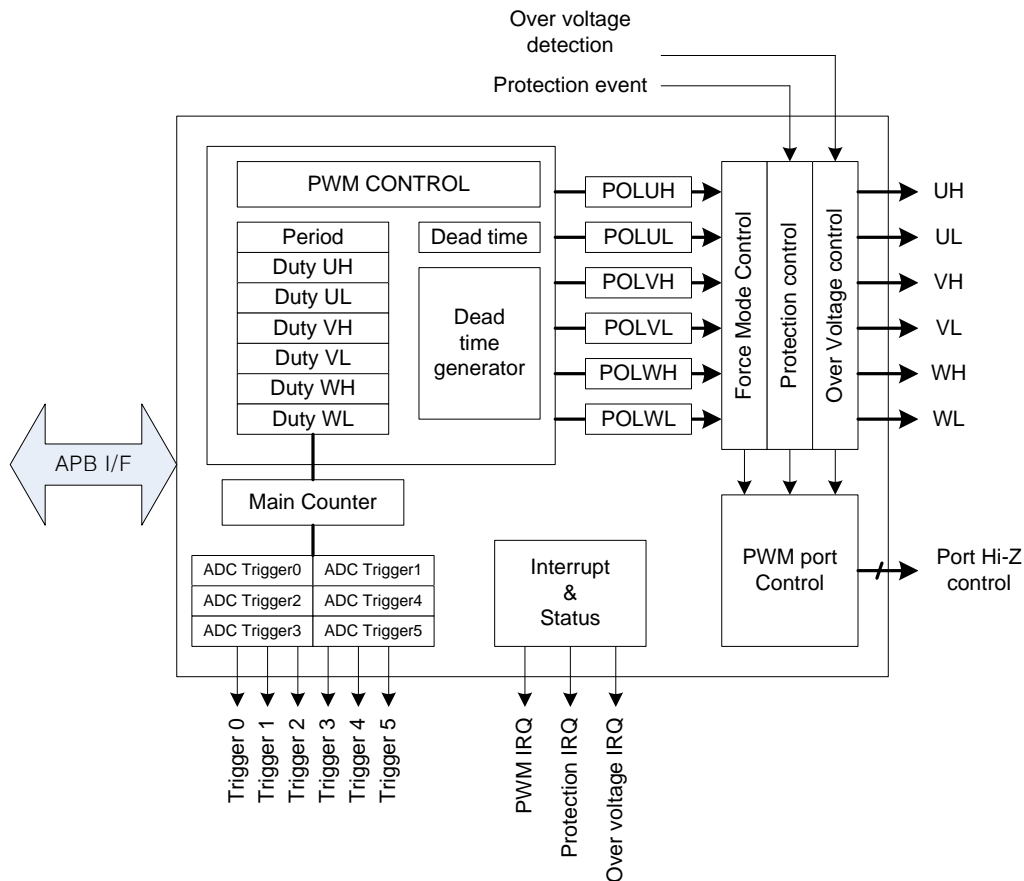 Over voltage
detection
Protection event
PWM CONTROL
Period
Duty UH
Duty UL
Duty VH
Duty VL
Duty WH
Duty WL
Dead time
Dead
time
generator
POLUH
POLUL
POLVH
POLVL
POLWH
POLWL
Force Mode Control
Protection control
Over Voltage control
UH
UL
VH
VL
WH
WL
APB I/F
Main Counter
ADC Trigger0
ADC Trigger1
ADC Trigger2
ADC Trigger4
ADC Trigger3
ADC Trigger5
Interrupt
&
Status
PWM port
Control
Port Hi-Z
control
Trigger 0
Trigger 1
Trigger 2
Trigger 3
Trigger 4
Trigger 5
PWM IRQ
Protection IRQ
Over voltage IRQ